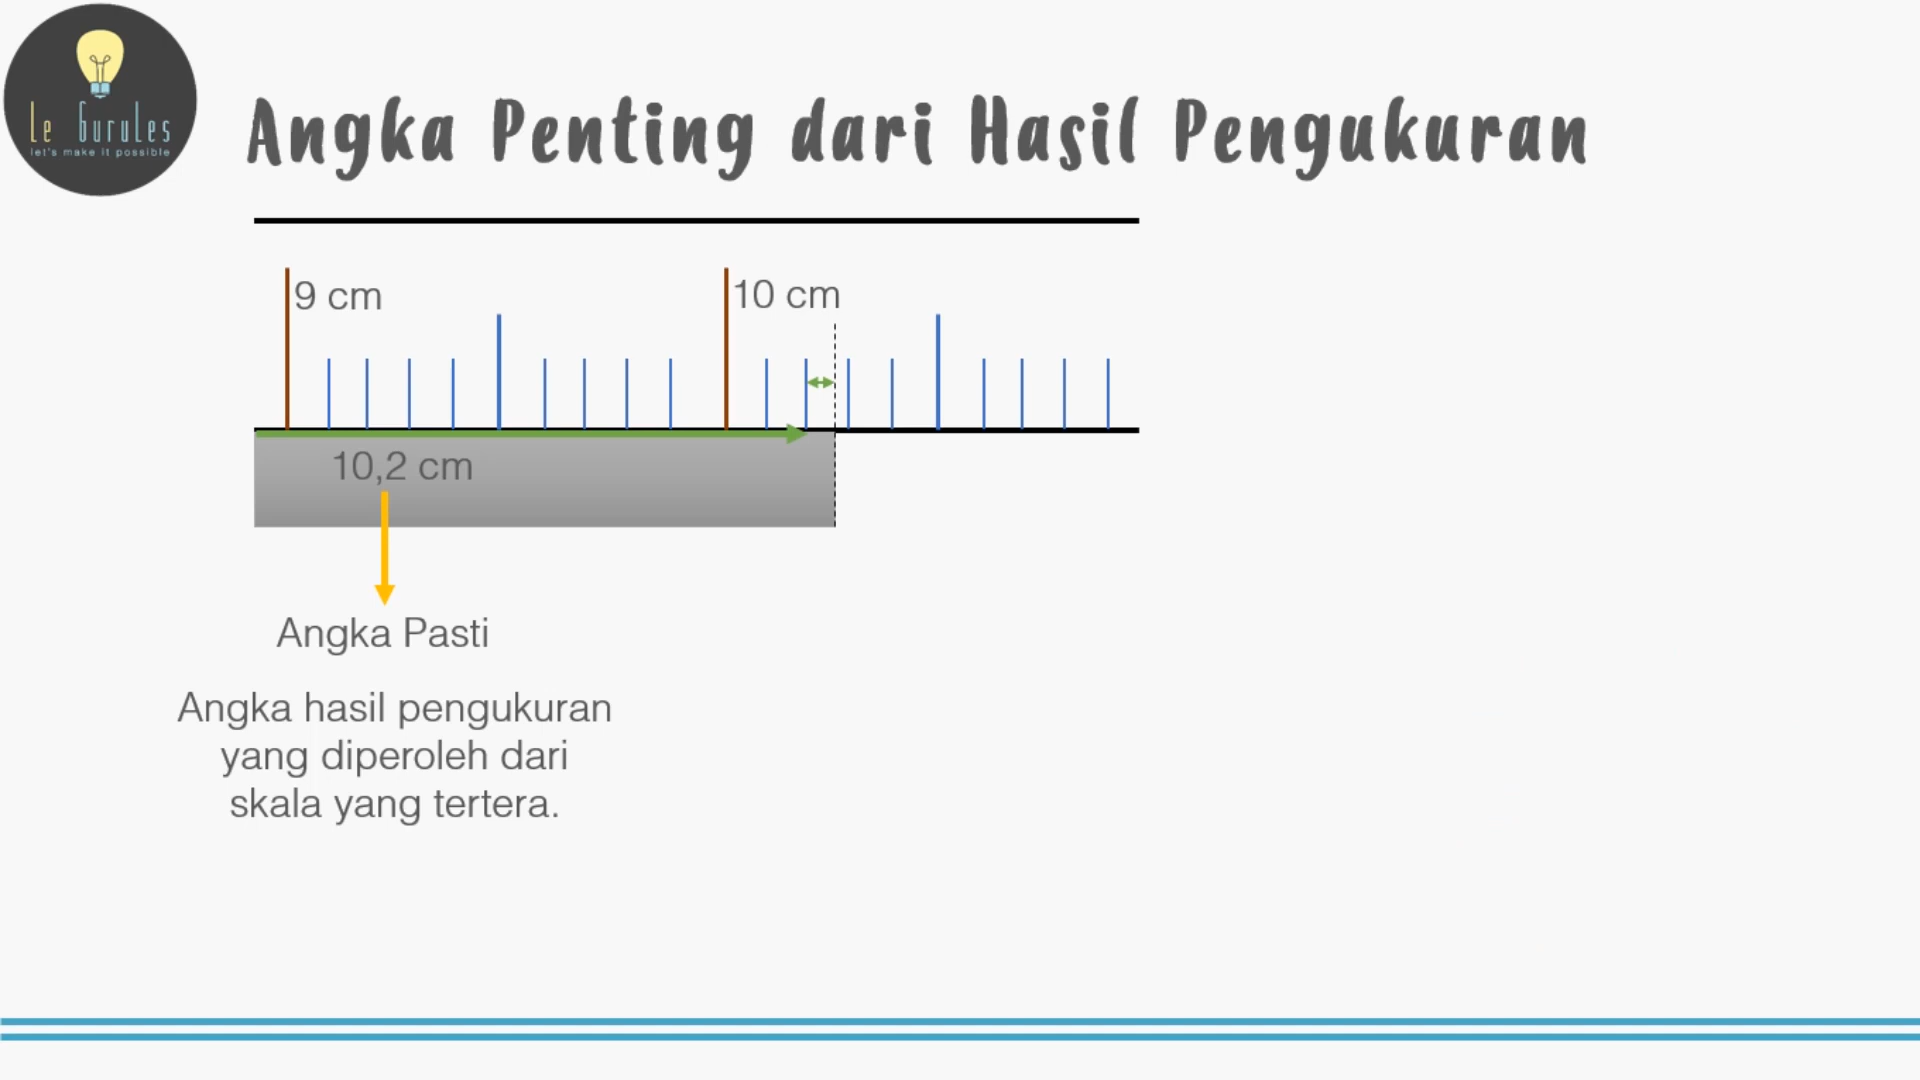 le gurules
let's make it possible
Angka Penting dari Hasil Pengukuran
9 cm
10 cm
10,2 cm
Angka Pasti
Angka hasil pengukuran
yang diperoleh dari
skala yang tertera.